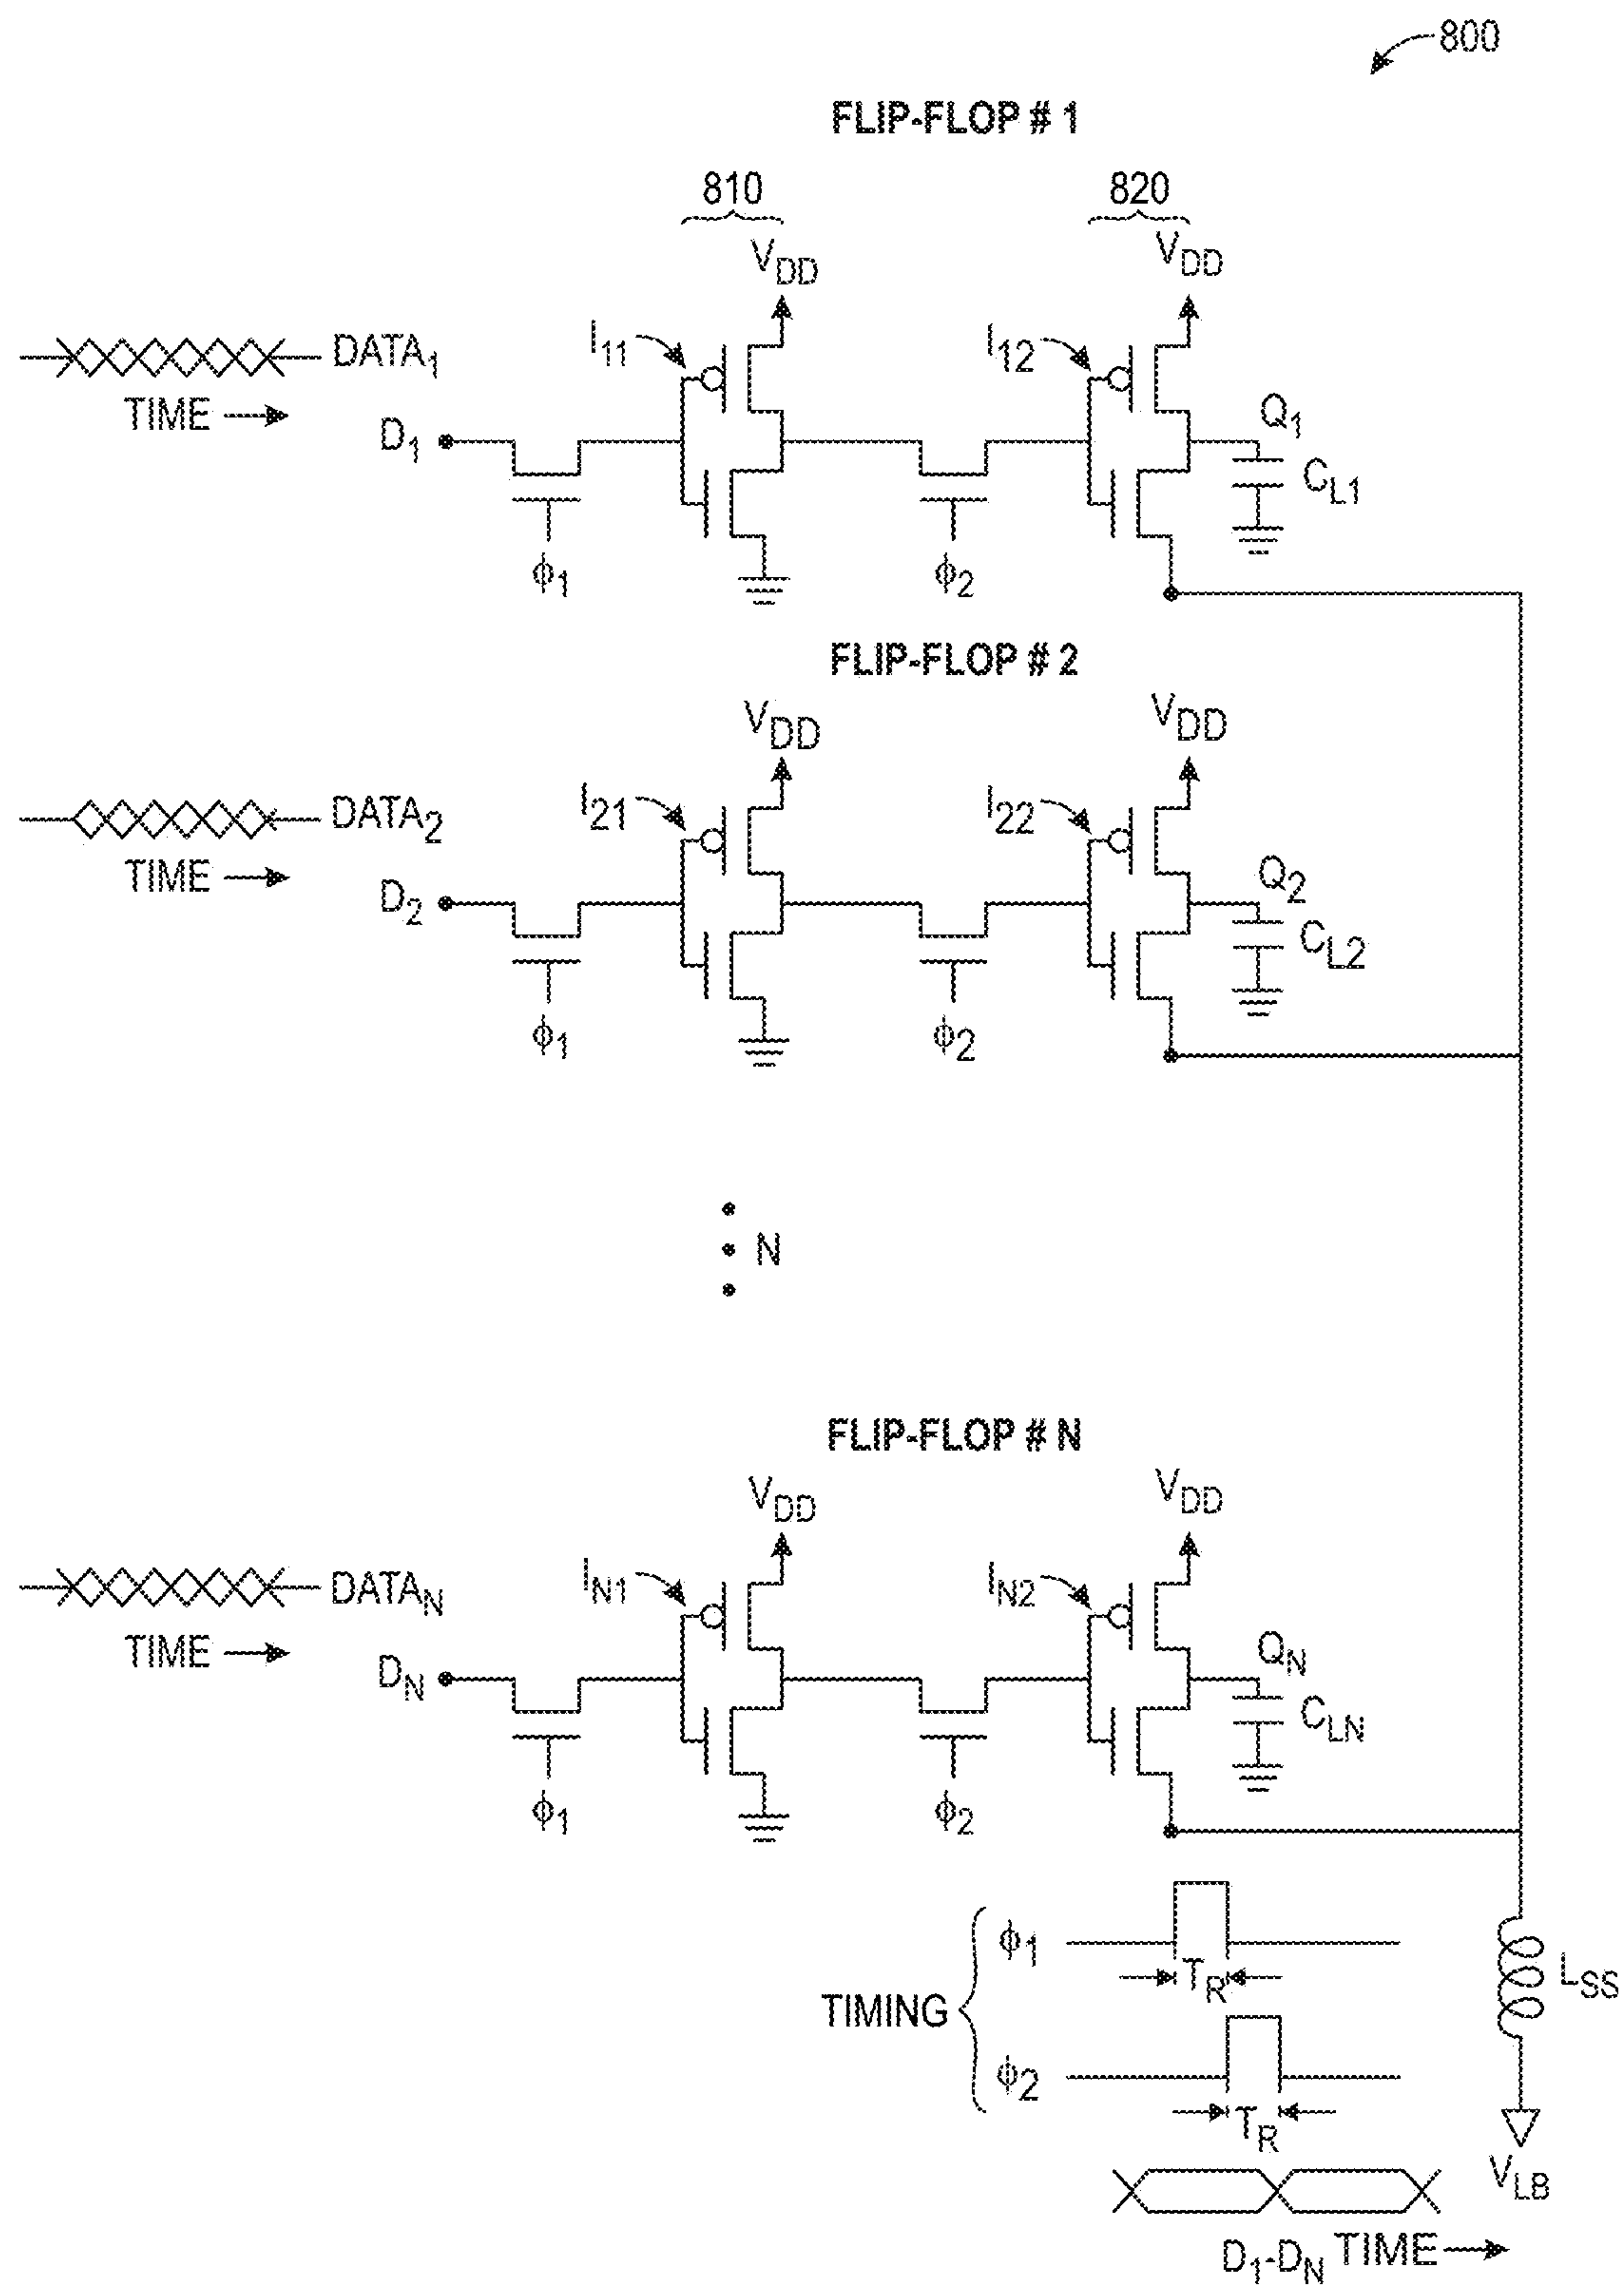 800
FLIP-FLOP # 1
810 820
VDD VDD
I11 I12
DATA1
TIME
D1 Q1
CL1
ϕ1 ϕ2
FLIP-FLOP # 2
VDD VDD
I21 I22
DATA2
TIME
D2 Q2
CL2
ϕ1 ϕ2
N
FLIP-FLOP # N
VDD VDD
IN1 IN2
DATAN
TIME
DN QN
CLN
ϕ1 ϕ2
ϕ1
TR
LSS
TIMING
ϕ2
TR
VLB
D1-DN TIME